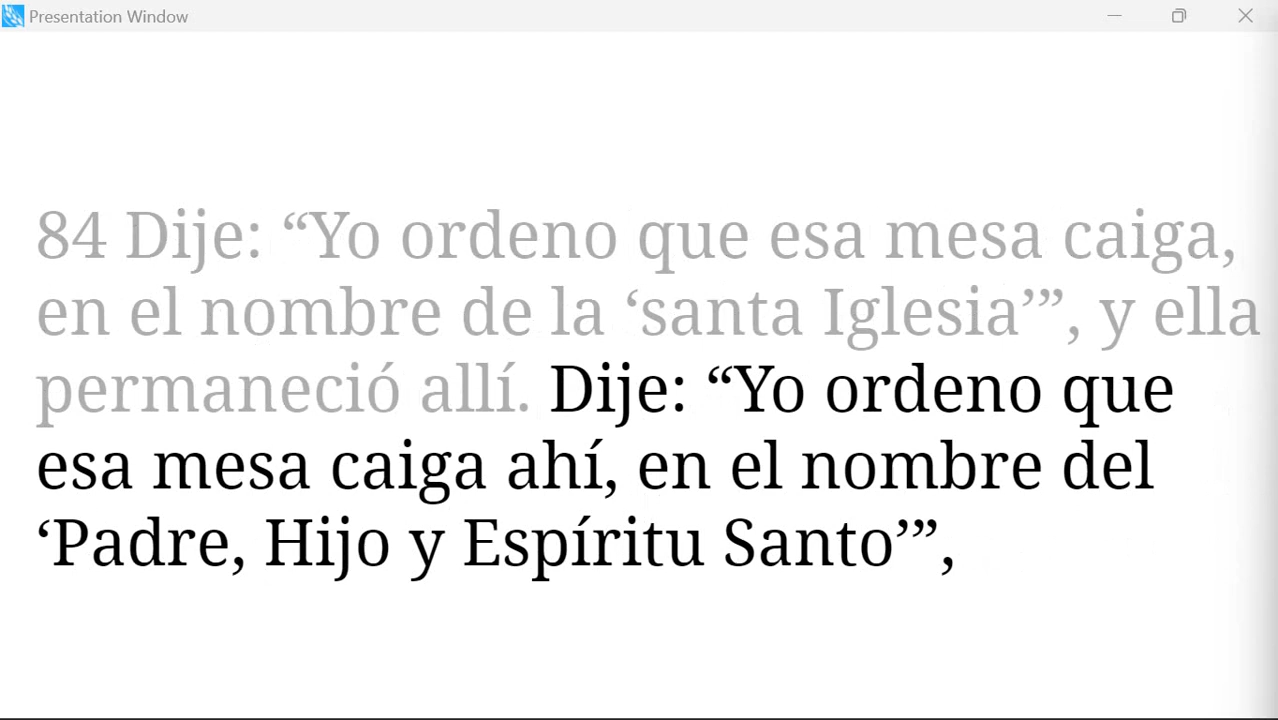 Presentation Window
84 Dije: “Yo ordeno que esa mesa caiga,
en el nombre de la ‘santa Iglesia’”, y ella
permaneció allí. Dije: “Yo ordeno que
esa mesa caiga ahí, en el nombre del
‘Padre, Hijo y Espíritu Santo’”,